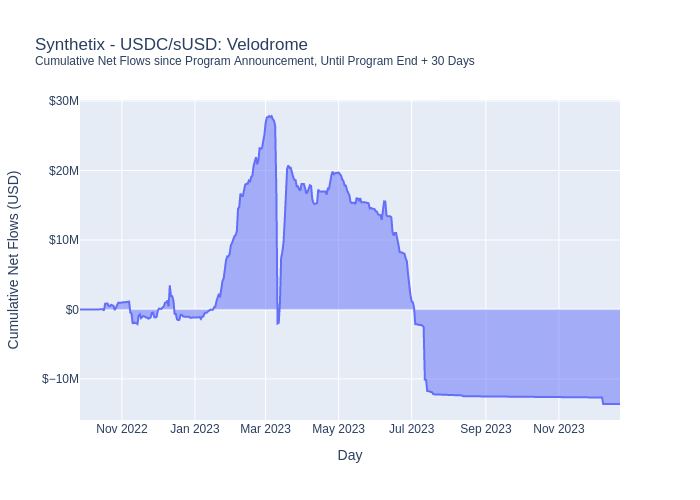 Synthetix - USDC/sUSD: Velodrome
Cumulative Net Flows since Program Announcement, Until Program End + 30 Days
Cumulative Net Flows (USD)
$30M
$20M
$10M
$0
$−10M
Nov 2022
Jan 2023
Mar 2023
May 2023
Jul 2023
Sep 2023
Nov 2023
Day